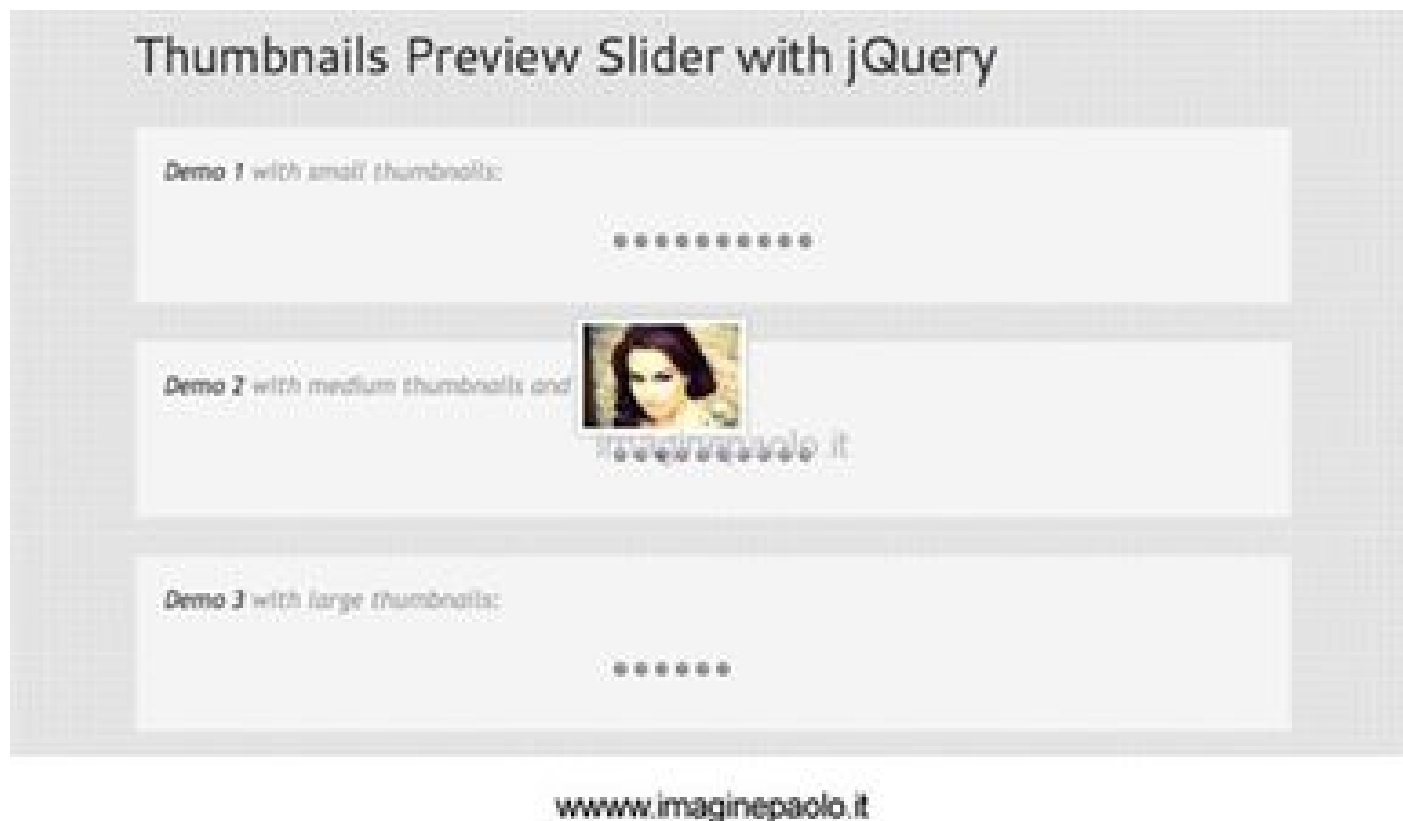 Thumbnails Preview Slider with jQuery
Demo 1 with small thumbnails:
Demo 2 with medium thumbnails and
imaginepaolo it
Demo 3 with large thumbnails:
wwww.imaginepaolo.it